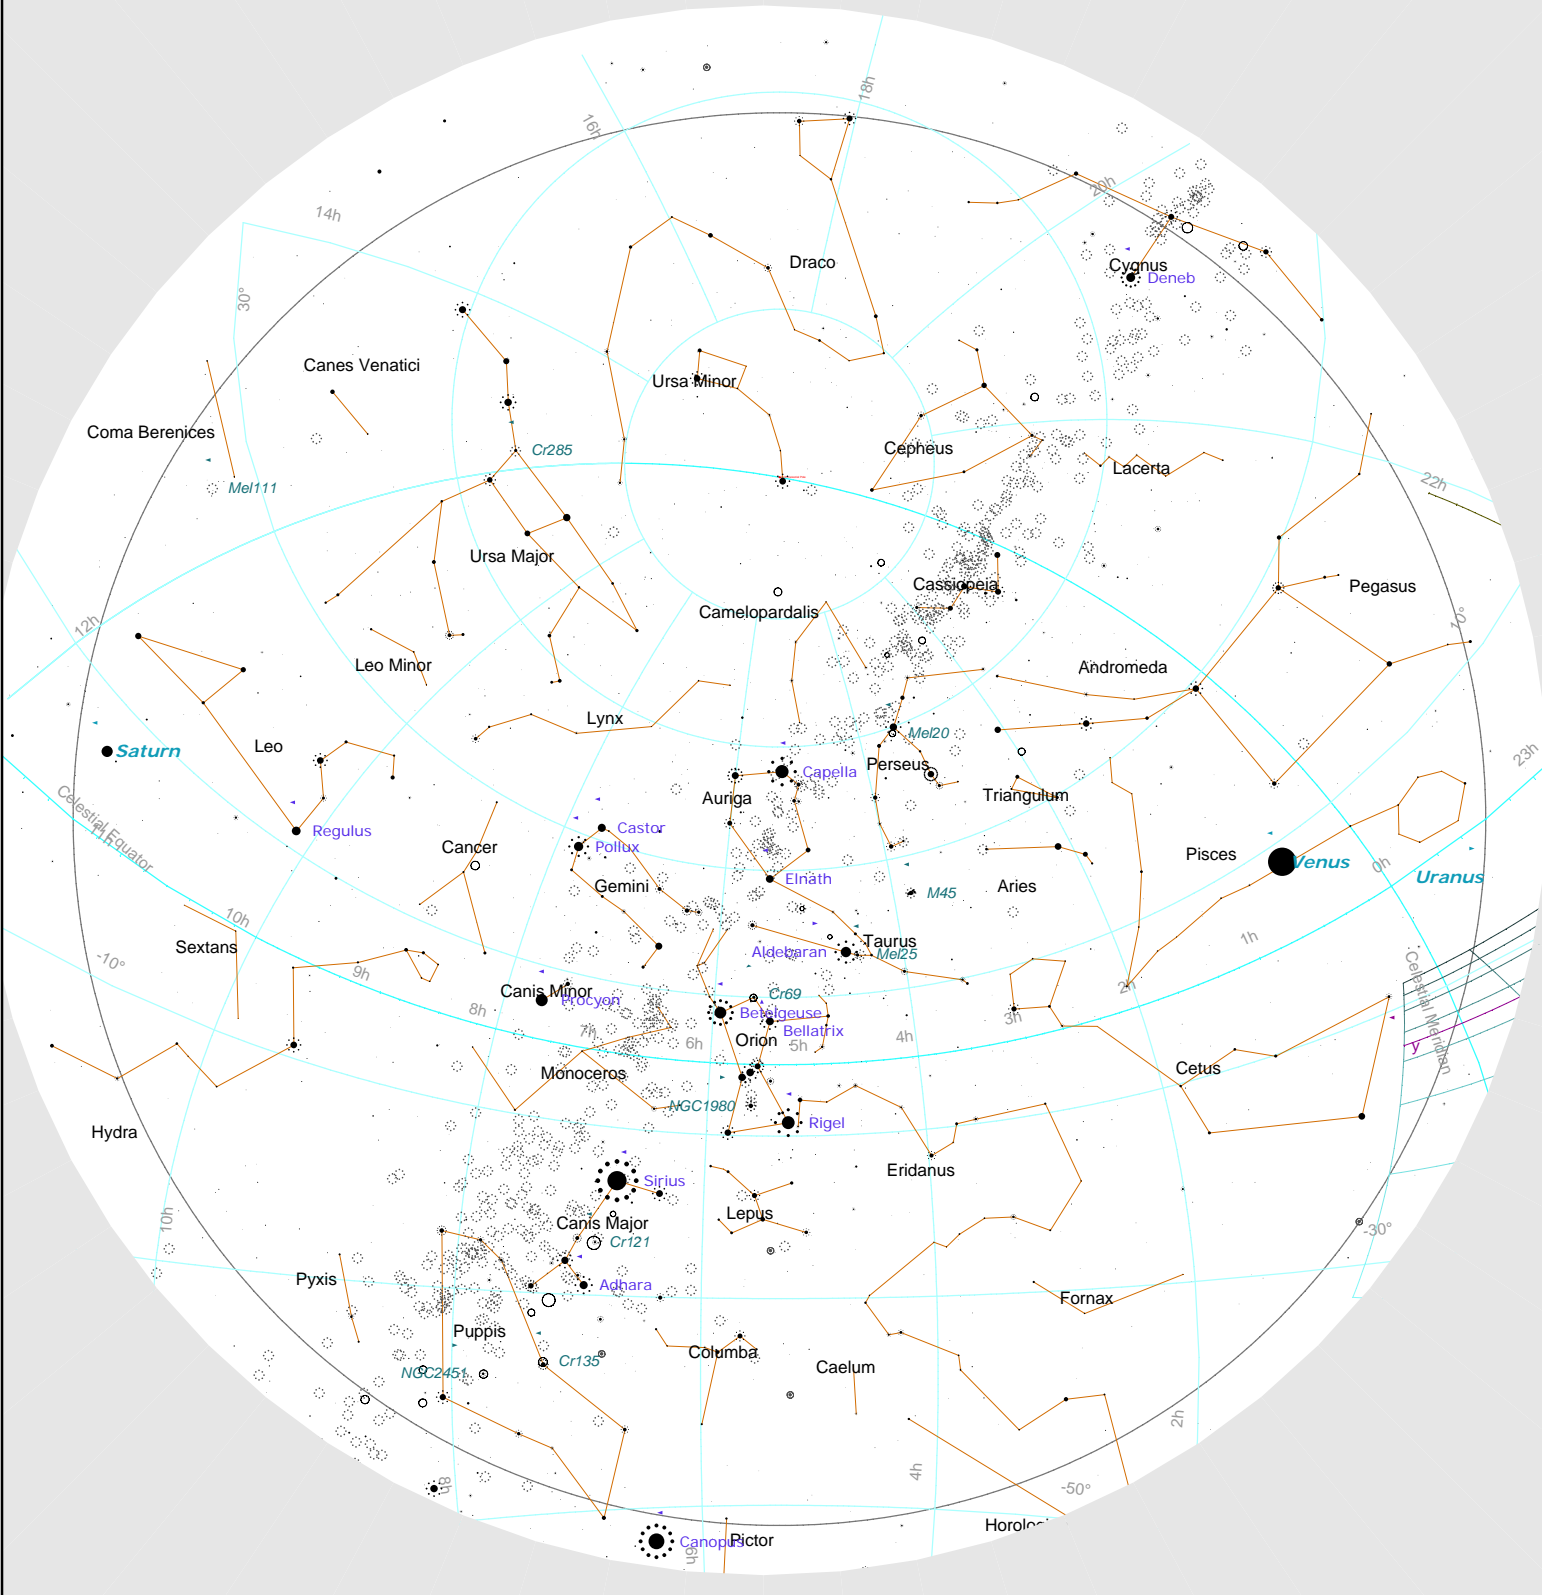 18h
16h
20h
14h
Draco
Cygnus
Deneb
30°
Canes Venatici
Ursa Minor
Coma Berenices
Cr285
Cepheus
Lacerta
Mel111
22h
Ursa Major
Cassiopeia
Pegasus
Camelopardalis
12h
Leo Minor
Andromeda
Lynx
Mel20
Leo
Saturn
23h
Perseus
Capella
Auriga
Triangulum
Celestial Equator
11h
Regulus
Castor
Cancer
Pollux
Pisces
Venus
0h
Gemini
Elnath
M45
Aries
Uranus
10h
Sextans
Taurus
Aldebaran
Mel25
1h
-10°
9h
Canis Minor
Procyon
Cr69
2h
Celestial Meridian
8h
7h
Betelgeuse
Bellatrix
3h
6h
Orion
5h
4h
y
Monoceros
Cetus
NGC1980
Hydra
Rigel
Eridanus
Sirius
10h
Canis Major
Lepus
-30°
Cr121
Pyxis
Adhara
Fornax
Puppis
Columba
Cr135
Caelum
NGC2451
2h
4h
8h
-50°
Canopus
Pictor
6h